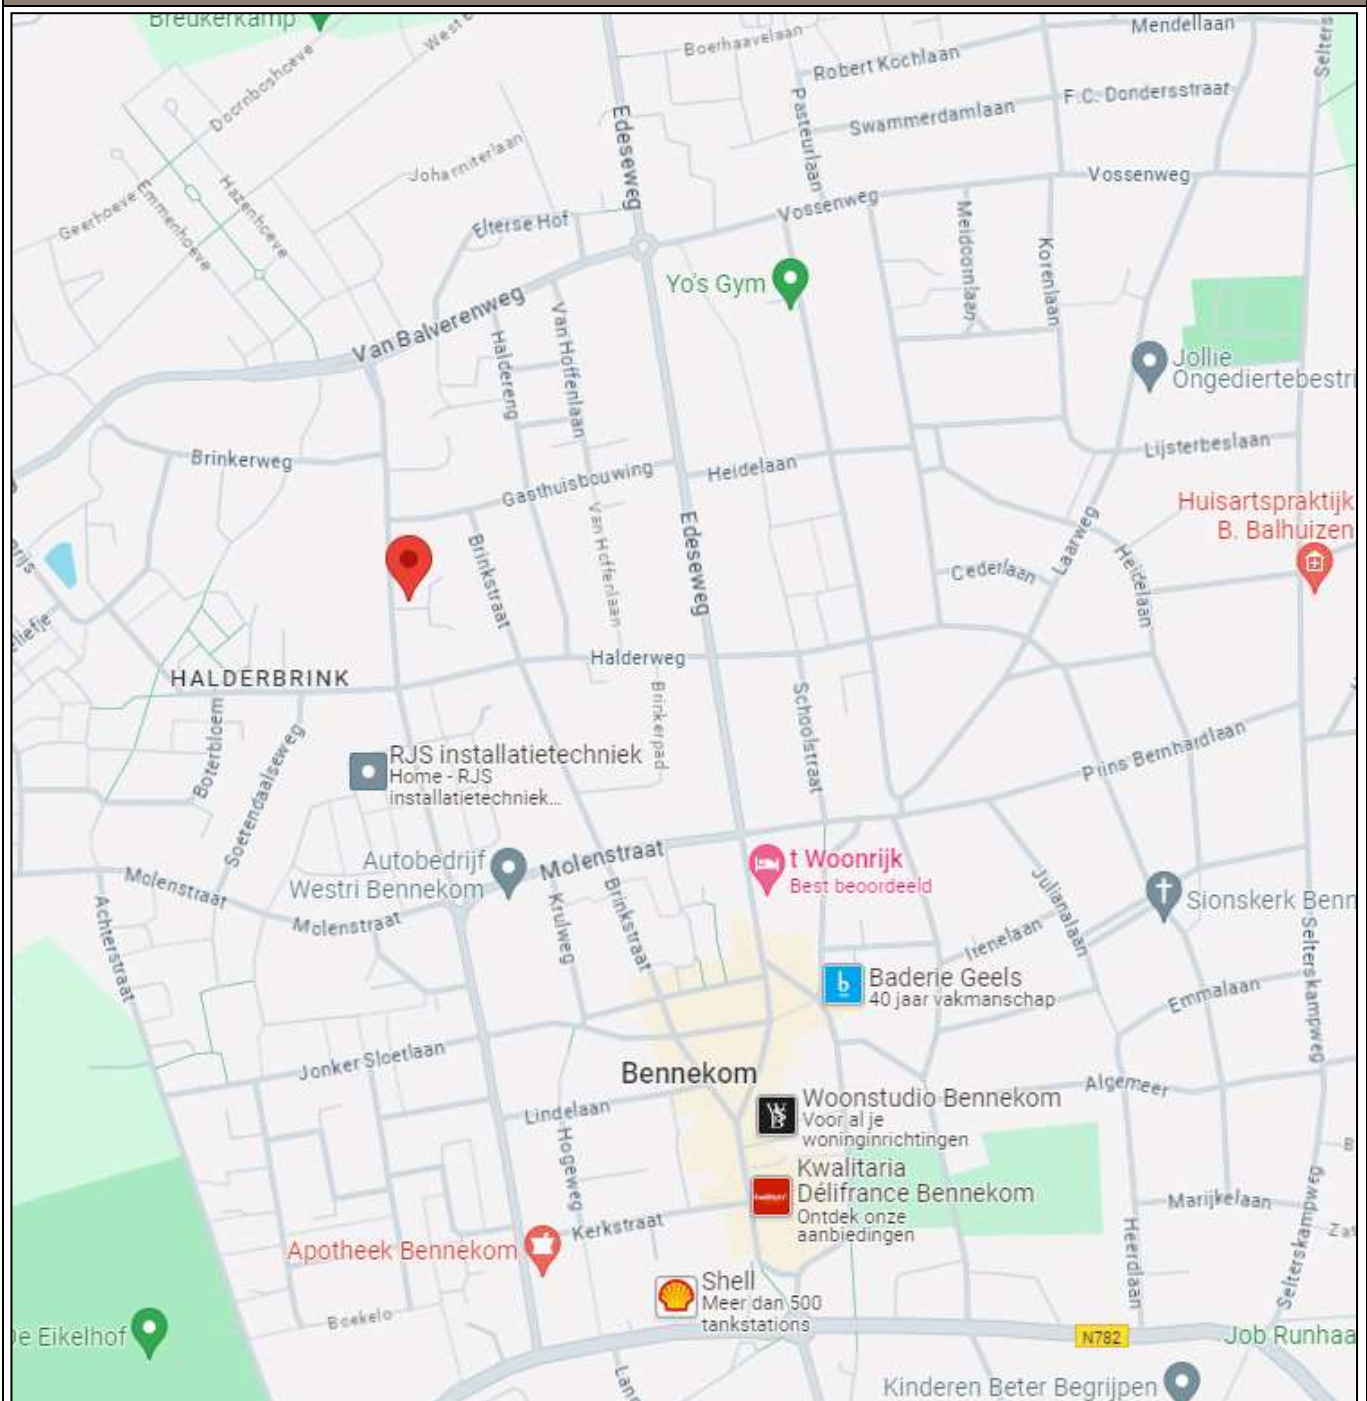 Breukerkamp
Doornboshoeve
Boerhaavelaan
Mendellaan
Robert Kochlaan
F.C. Dondersstraat
Swammerdamlaan
Pasteurlaan
Edeseweg
Johanniterlaan
Vossenweg
Vossenweg
Geerhoeve
Emmenhoeve
Hazenhoeve
Elterse Hof
Meidoornlaan
Korenlaan
Yo's Gym
Van Balverenweg
Haldereng
Van Hoffenlaan
Jollie
Ongediertebestri
Brinkerweg
Gasthuisbouwing
Heidelaan
Lijsterbeslaan
Huisartspraktijk
B. Balhuizen
Van Hoffenlaan
Edeseweg
Brinkstraat
Laarweg
Cederlaan
Heidelaan
Halderweg
HALDERBRINK
Brinkerpad
Schoolstraat
Boterbloem
Soetendaalseweg
RJS installatietechniek
Home - RJS
installatietechniek...
Prins Bernhardlaan
Autobedrijf
Westri Bennekom
Molenstraat
t Woonrijk
Best beoordeeld
Molenstraat
Molenstraat
Achterstraat
Krulweg
Brinkstraat
Julianalaan
Irenelaan
Sionskerk Benn
Selterskampweg
Baderie Geels
40 jaar vakmanschap
Emmalaan
Jonker Sloetlaan
Bennekom
Algemeer
Lindelaan
Hogeweg
Woonstudio Bennekom
Voor al je
woninginrichtingen
Kwalitaria
Délifrance Bennekom
Ontdek onze
aanbiedingen
Marijkelaan
Heerdlaan
Selterskampweg
Kerkstraat
Apotheek Bennekom
Shell
Meer dan 500
tankstations
Boekelo
De Eikelhof
N782
Job Runhaa
Kinderen Beter Begrijpen